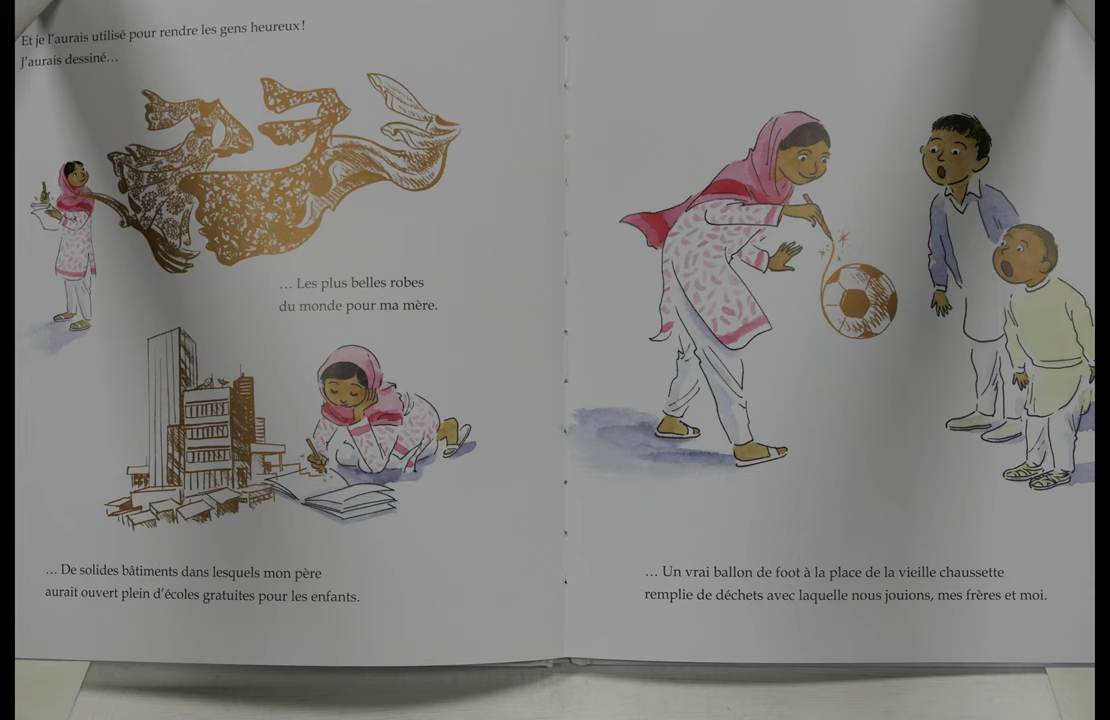 Et je l'aurais utilisé pour rendre les gens heureux !
J'aurais dessiné…
… Les plus belles robes
du monde pour ma mère.
… De solides bâtiments dans lesquels mon père
aurait ouvert plein d'écoles gratuites pour les enfants.
… Un vrai ballon de foot à la place de la vieille chaussette
remplie de déchets avec laquelle nous jouions, mes frères et moi.